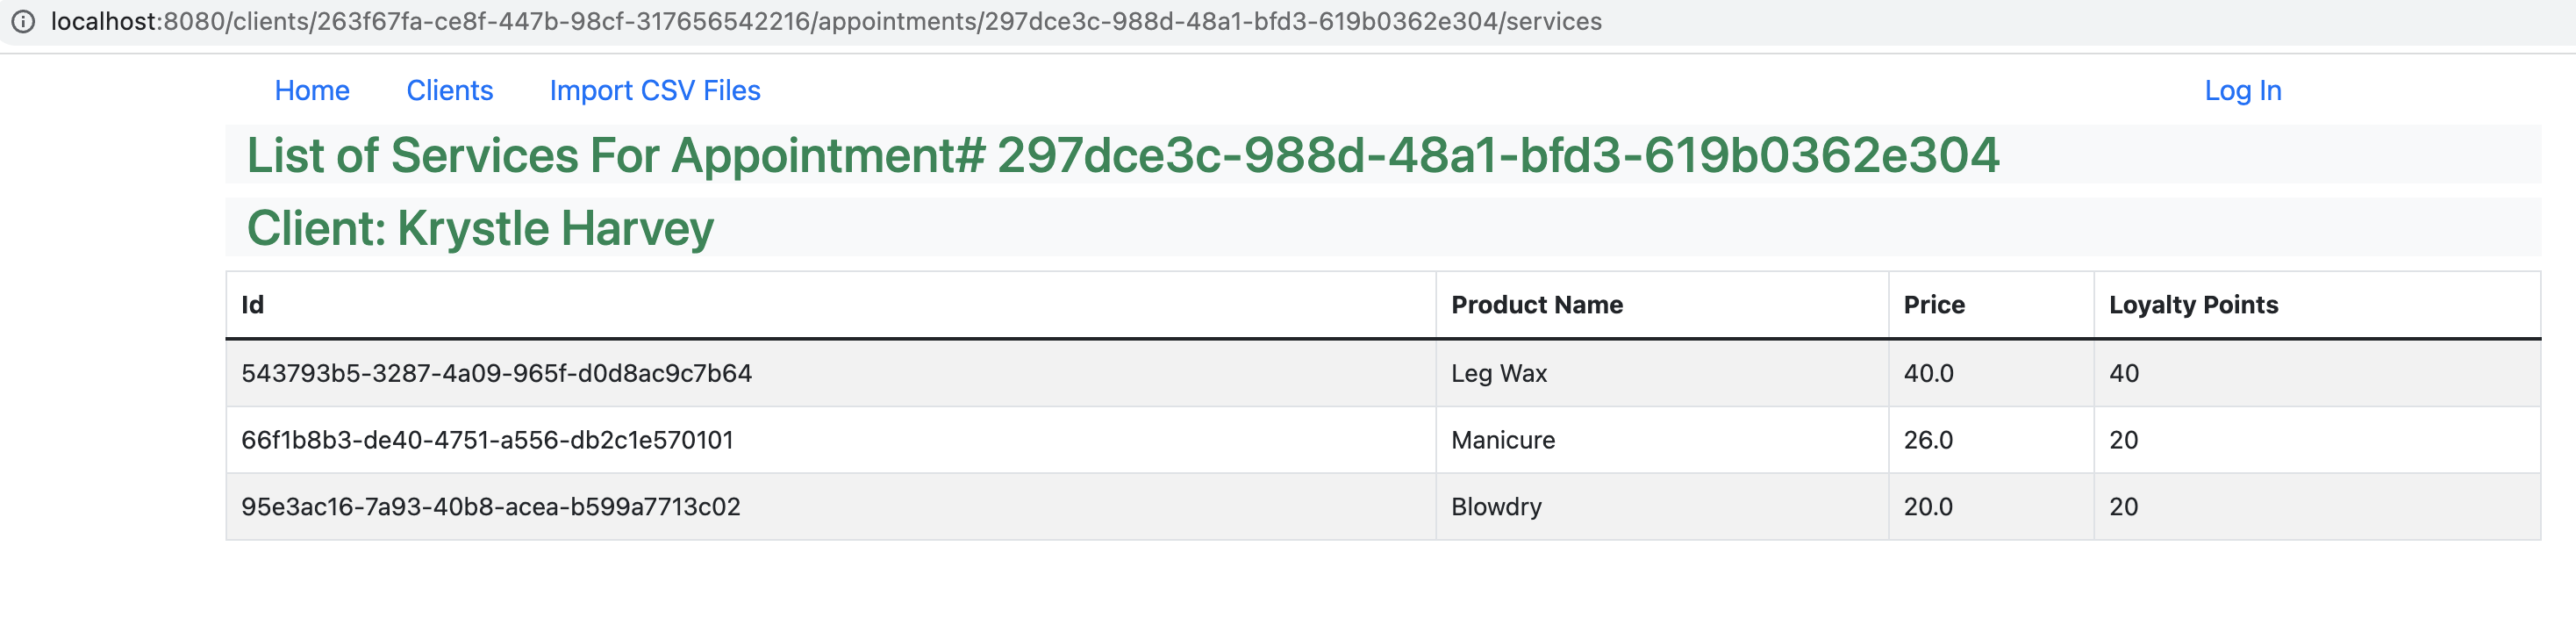 localhost:8080/clients/263f67fa-ce8f-447b-98cf-317656542216/appointments/297dce3c-988d-48a1-bfd3-619b0362e304/services
Home Clients Import CSV Files Log In
List of Services For Appointment# 297dce3c-988d-48a1-bfd3-619b0362e304
Client: Krystle Harvey
Id Product Name Price Loyalty Points
543793b5-3287-4a09-965f-d0d8ac9c7b64 Leg Wax 40.0 40
66f1b8b3-de40-4751-a556-db2c1e570101 Manicure 26.0 20
95e3ac16-7a93-40b8-acea-b599a7713c02 Blowdry 20.0 20